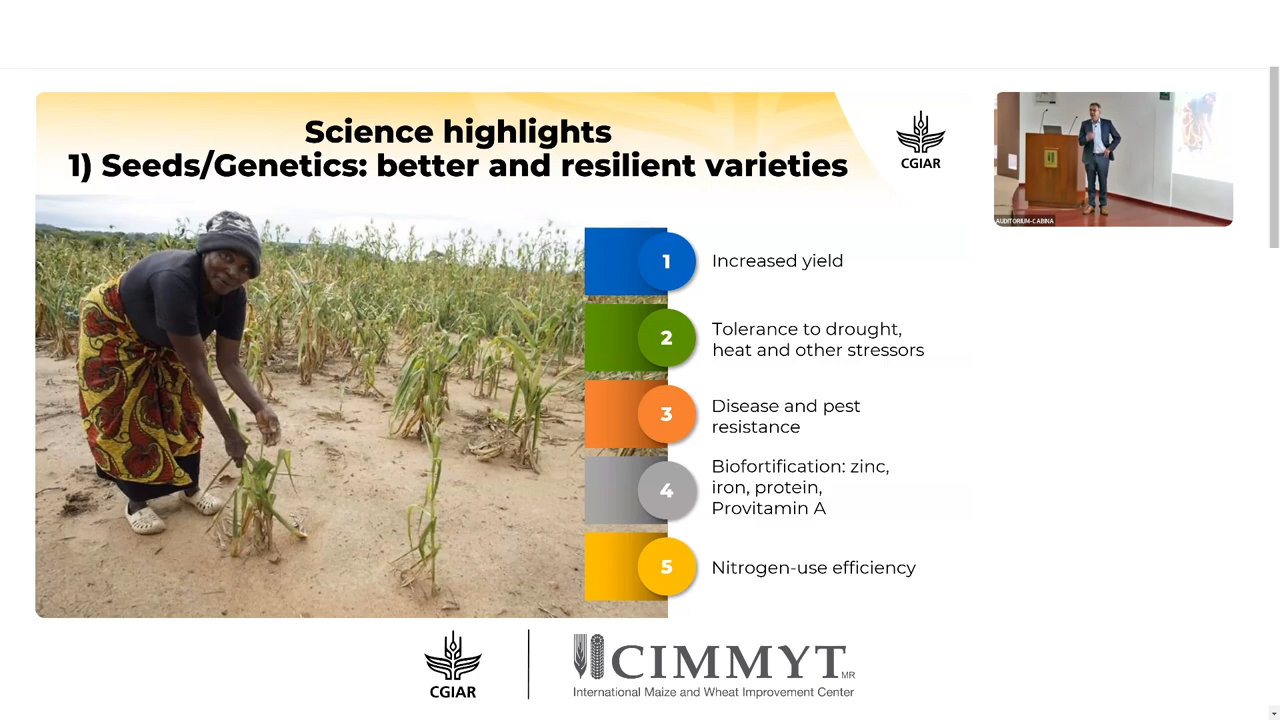 Science highlights
1) Seeds/Genetics: better and resilient varieties
CGIAR
AUDITORIUM-CABINA
1
Increased yield
2
Tolerance to drought,
heat and other stressors
3
Disease and pest
resistance
4
Biofortification: zinc,
iron, protein,
Provitamin A
5
Nitrogen-use efficiency
CGIAR
CIMMYT MR
International Maize and Wheat Improvement Center